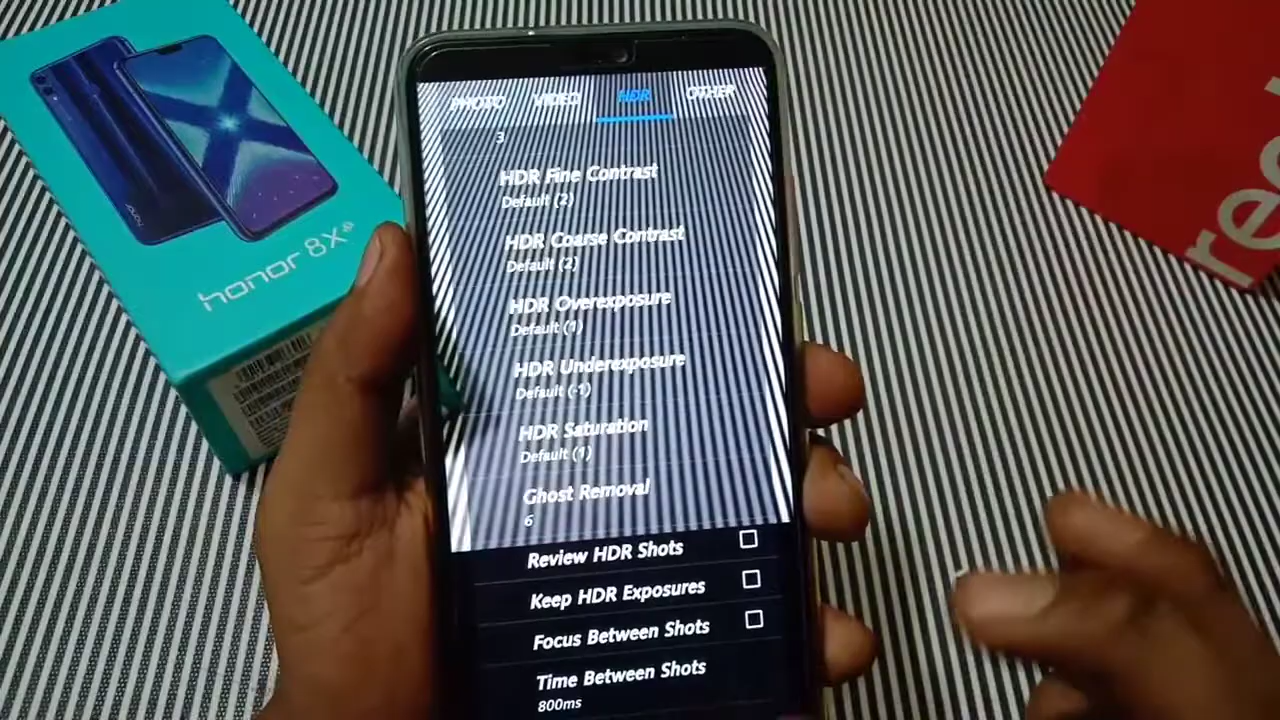 PHOTO VIDEO HDR OTHER
3
HDR Fine Contrast
Default (2)
HDR Coarse Contrast
Default (2)
HDR Overexposure
Default (1)
HDR Underexposure
Default (-1)
HDR Saturation
Default (1)
Ghost Removal
6
Review HDR Shots
Keep HDR Exposures
Focus Between Shots
Time Between Shots
800ms
honor 8X
honor